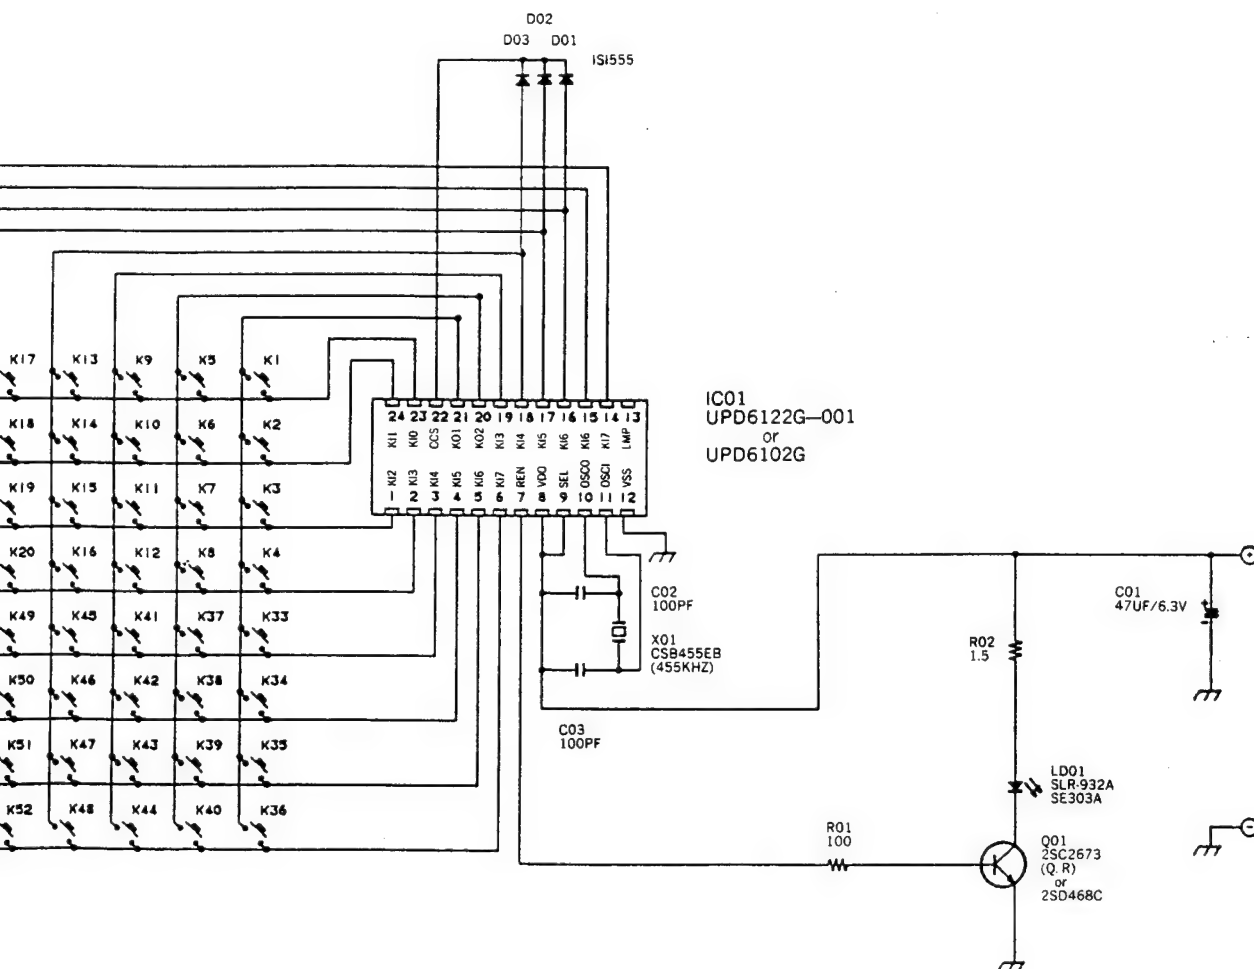 D02
D03 D01
ISI555
K17 K13 K9 K5 K1
K18 K14 K10 K6 K2
K19 K15 K11 K7 K3
K20 K16 K12 K8 K4
K49 K45 K41 K37 K33
K50 K46 K42 K38 K34
K51 K47 K43 K39 K35
K52 K48 K44 K40 K36
24 23 22 21 20 19 18 17 16 15 14 13
KI1 KI0 CCS KO1 KO2 KI3 KI4 KI5 KI6 KI6 KI7 LMP
KI2 KI3 KI4 KI5 KI6 KI7 REN VDO SEL OSCO OSCI VSS
1 2 3 4 5 6 7 8 9 10 11 12
IC01
UPD6122G—001
or
UPD6102G
C02
100PF
X01
CSB455EB
(455KHZ)
C03
100PF
C01
47UF/6.3V
+
−
R02
1.5
LD01
SLR-932A
SE303A
R01
100
Q01
2SC2673
(Q. R)
or
2SD468C